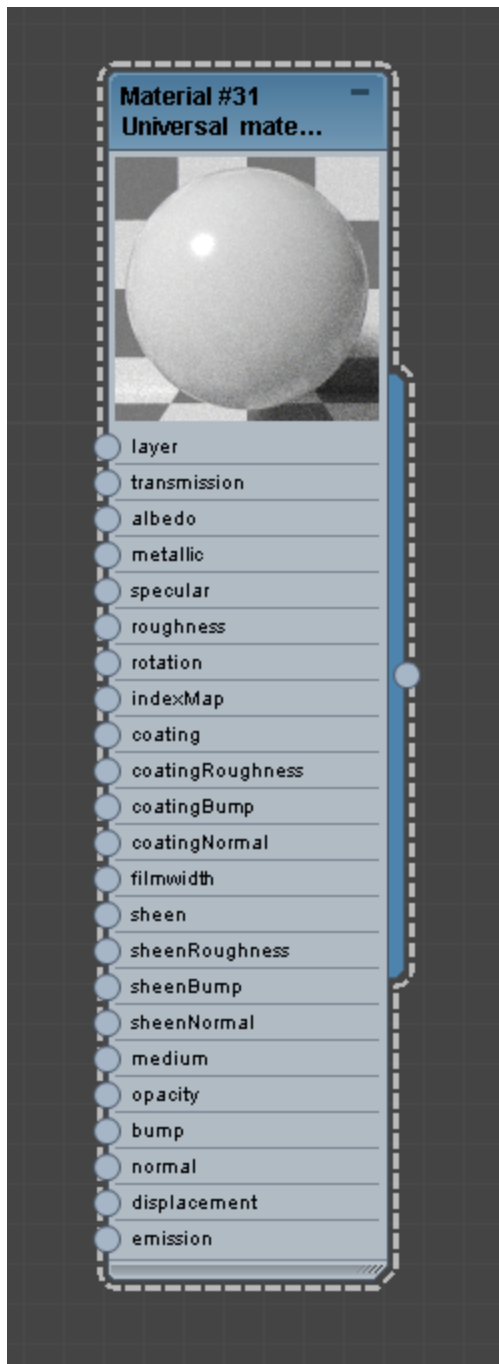 Material #31
Universal mate...
layer
transmission
albedo
metallic
specular
roughness
rotation
indexMap
coating
coatingRoughness
coatingBump
coatingNormal
filmwidth
sheen
sheenRoughness
sheenBump
sheenNormal
medium
opacity
bump
normal
displacement
emission